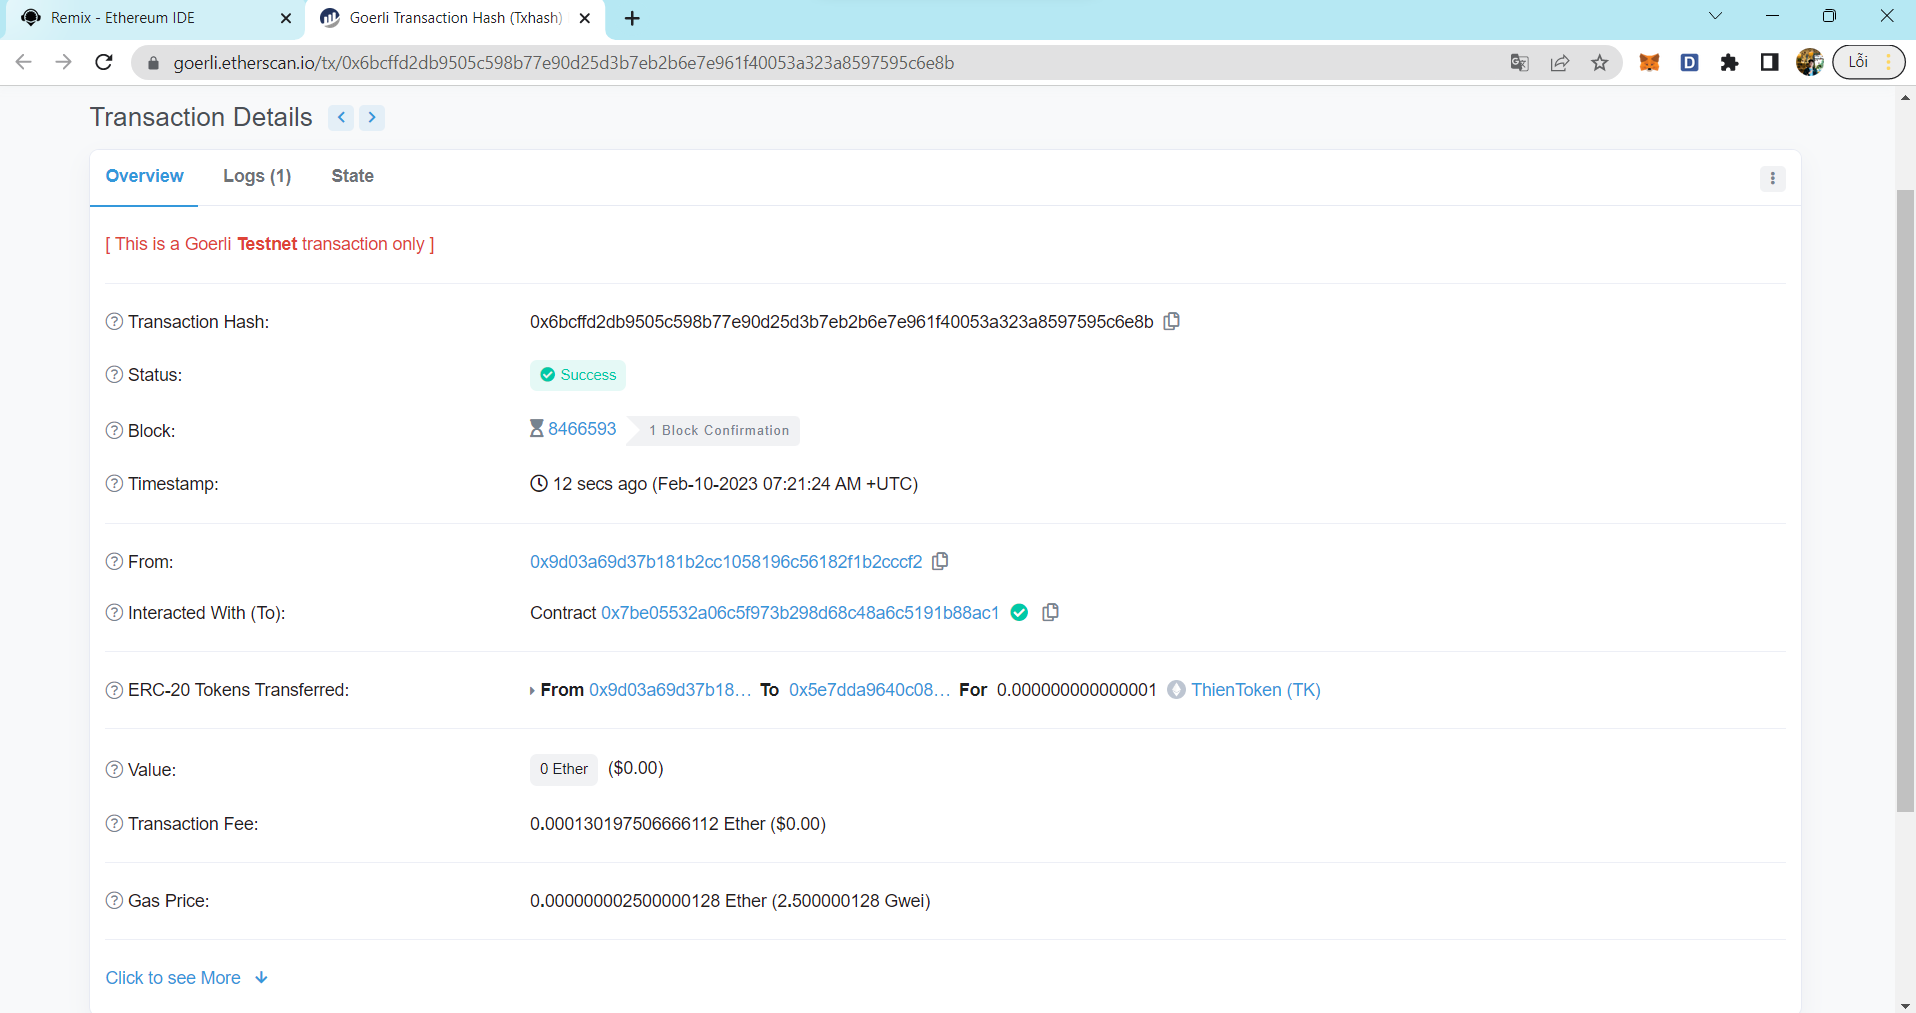 Remix - Ethereum IDE
Goerli Transaction Hash (Txhash)
goerli.etherscan.io/tx/0x6bcffd2db9505c598b77e90d25d3b7eb2b6e7e961f40053a323a8597595c6e8b
D
Lỗi
Transaction Details
Overview Logs (1) State
[ This is a Goerli Testnet transaction only ]
Transaction Hash: 0x6bcffd2db9505c598b77e90d25d3b7eb2b6e7e961f40053a323a8597595c6e8b
Status: Success
Block: 8466593 1 Block Confirmation
Timestamp: 12 secs ago (Feb-10-2023 07:21:24 AM +UTC)
From: 0x9d03a69d37b181b2cc1058196c56182f1b2cccf2
Interacted With (To): Contract 0x7be05532a06c5f973b298d68c48a6c5191b88ac1
ERC-20 Tokens Transferred: From 0x9d03a69d37b18... To 0x5e7dda9640c08... For 0.000000000000001 ThienToken (TK)
Value: 0 Ether ($0.00)
Transaction Fee: 0.000130197506666112 Ether ($0.00)
Gas Price: 0.000000002500000128 Ether (2.500000128 Gwei)
Click to see More